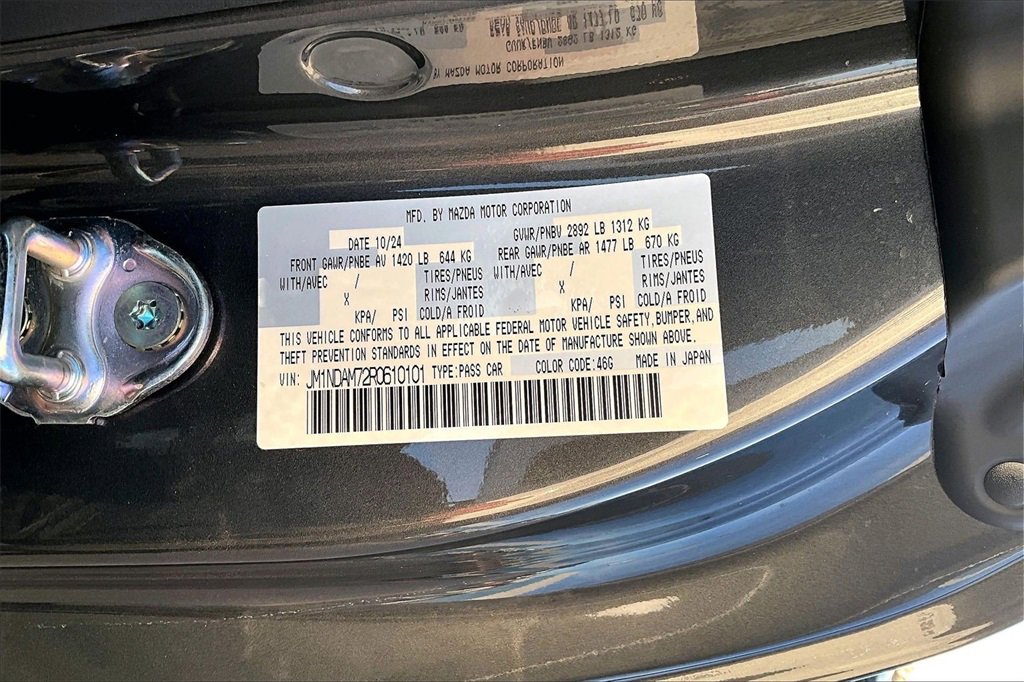 MFD. BY MAZDA MOTOR CORPORATION
DATE 10/24 GVWR/PNBV 2892 LB 1312 KG
FRONT GAWR/PNBE AV 1420 LB 644 KG REAR GAWR/PNBE AR 1477 LB 670 KG
WITH/AVEC / TIRES/PNEUS WITH/AVEC / TIRES/PNEUS
X RIMS/JANTES X RIMS/JANTES
KPA/ PSI COLD/A FROID KPA/ PSI COLD/A FROID
THIS VEHICLE CONFORMS TO ALL APPLICABLE FEDERAL MOTOR VEHICLE SAFETY, BUMPER, AND
THEFT PREVENTION STANDARDS IN EFFECT ON THE DATE OF MANUFACTURE SHOWN ABOVE.
VIN: JM1NDAM72R0610101 TYPE:PASS CAR COLOR CODE:46G MADE IN JAPAN